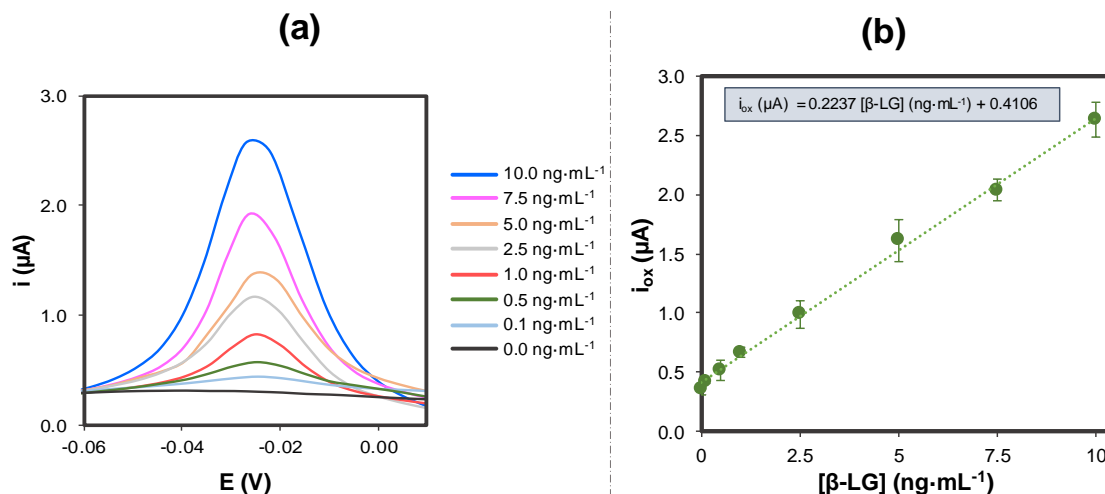 (a)
3.0
2.0
1.0
0.0
i (µA)
-0.06
-0.04
-0.02
0.00
E (V)
10.0 ng·mL⁻¹
7.5 ng·mL⁻¹
5.0 ng·mL⁻¹
2.5 ng·mL⁻¹
1.0 ng·mL⁻¹
0.5 ng·mL⁻¹
0.1 ng·mL⁻¹
0.0 ng·mL⁻¹
(b)
iₒₓ (µA) = 0.2237 [β-LG] (ng·mL⁻¹) + 0.4106
3.0
2.5
2.0
1.5
1.0
0.5
0.0
iₒₓ (µA)
0
2.5
5
7.5
10
[β-LG] (ng·mL⁻¹)